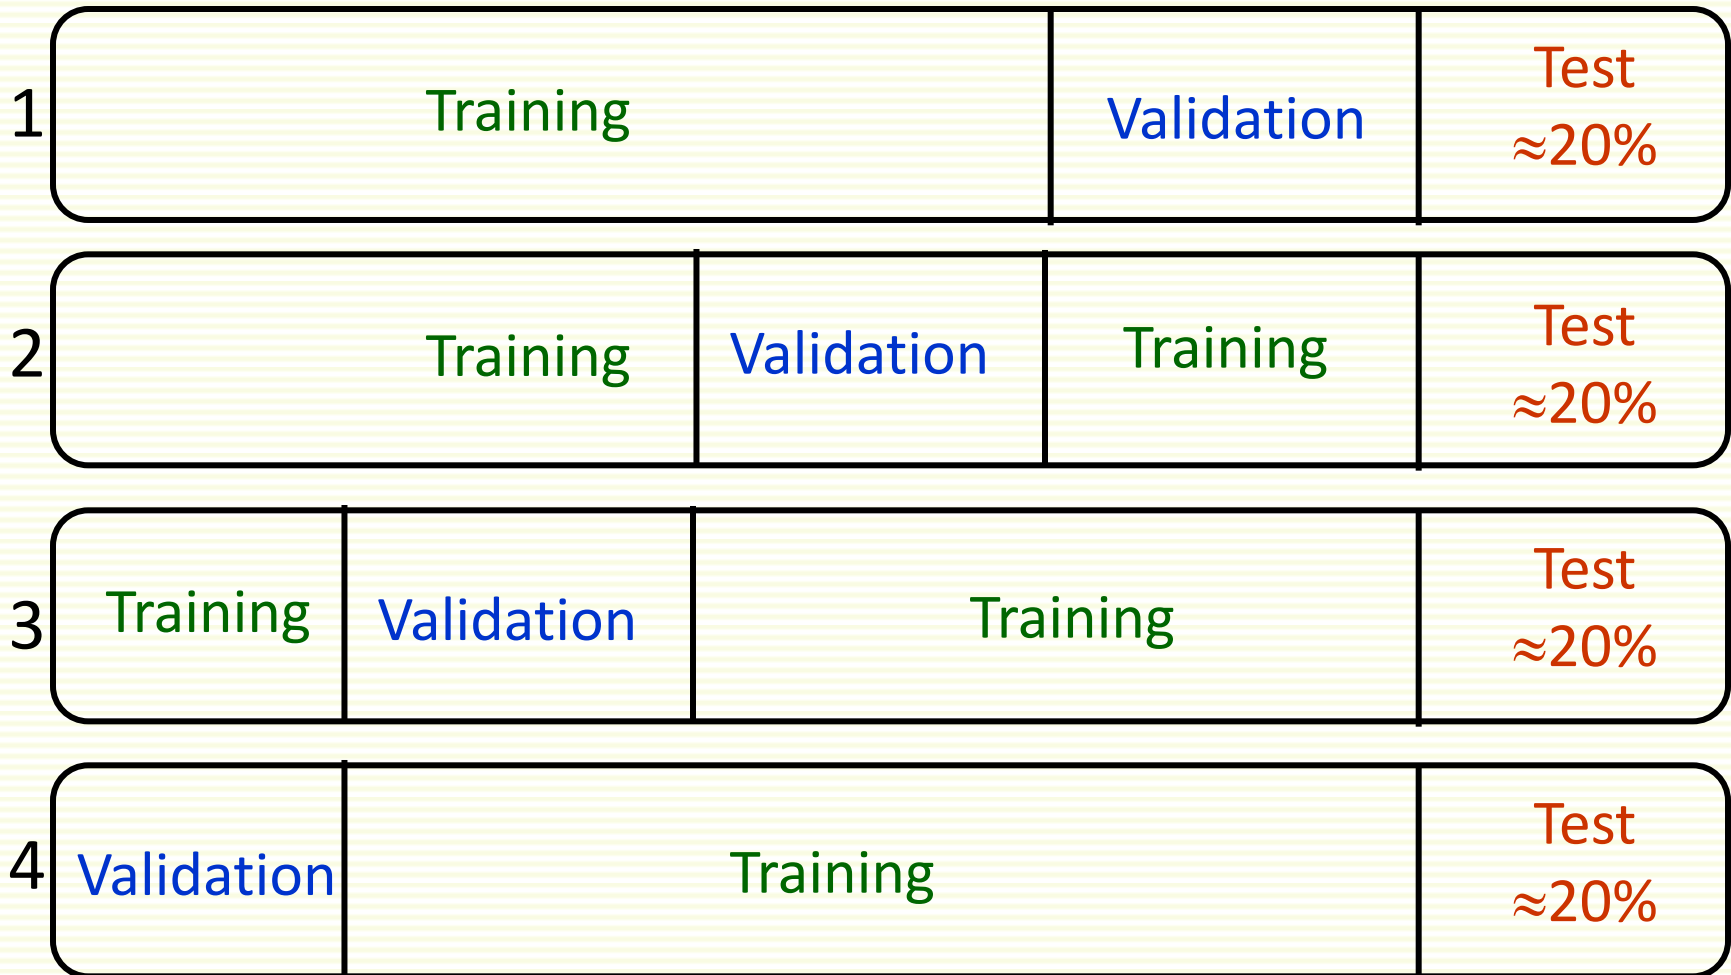 1
Training
Validation
Test
≈20%
2
Training
Validation
Training
Test
≈20%
3
Training
Validation
Training
Test
≈20%
4
Validation
Training
Test
≈20%